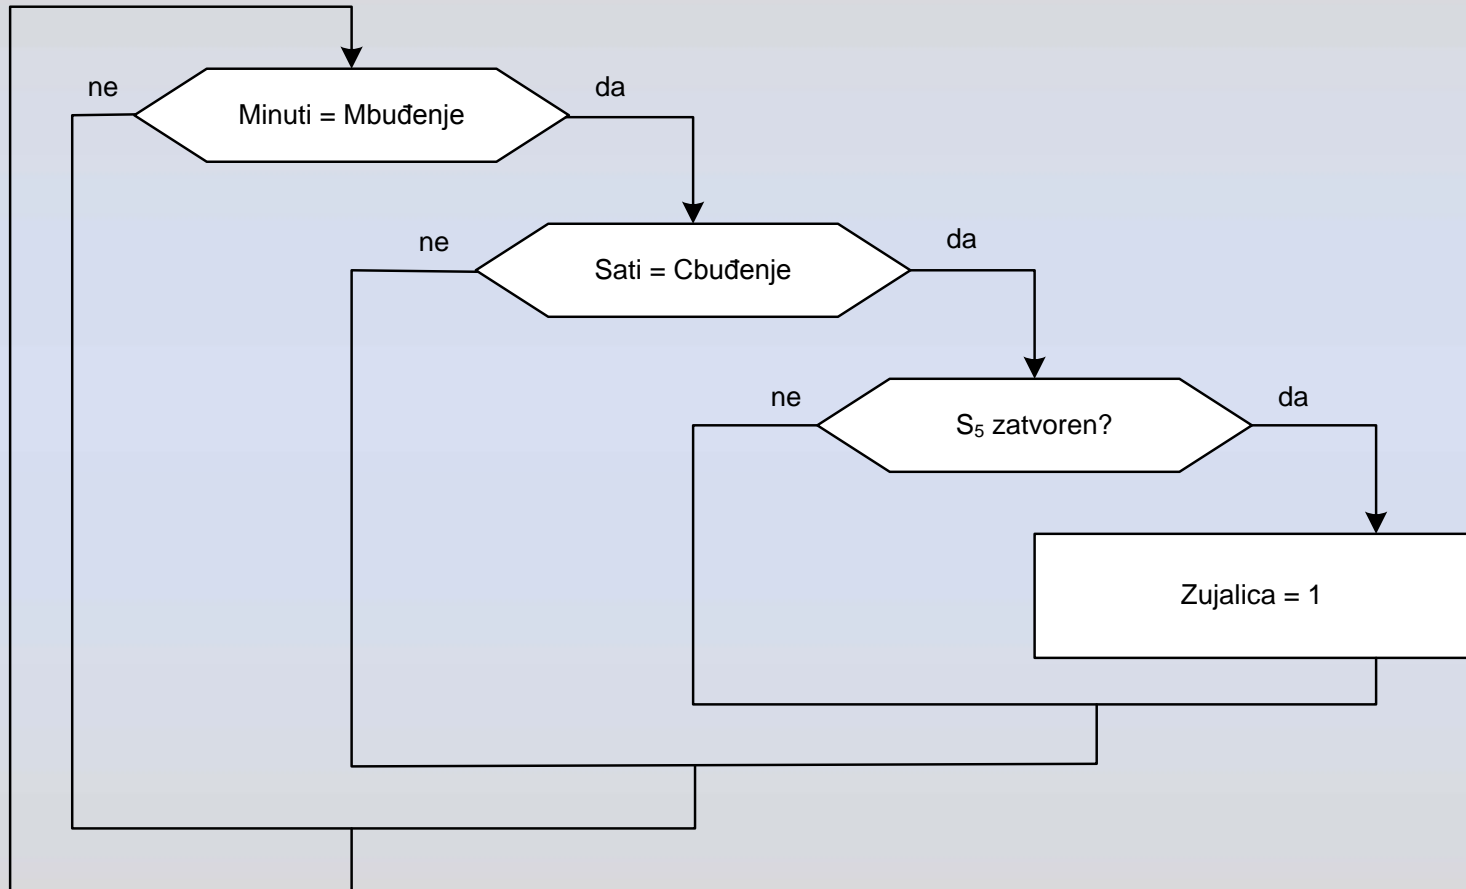 ne
Minuti = Mbuđenje
da
ne
Sati = Cbuđenje
da
ne
S₅ zatvoren?
da
Zujalica = 1